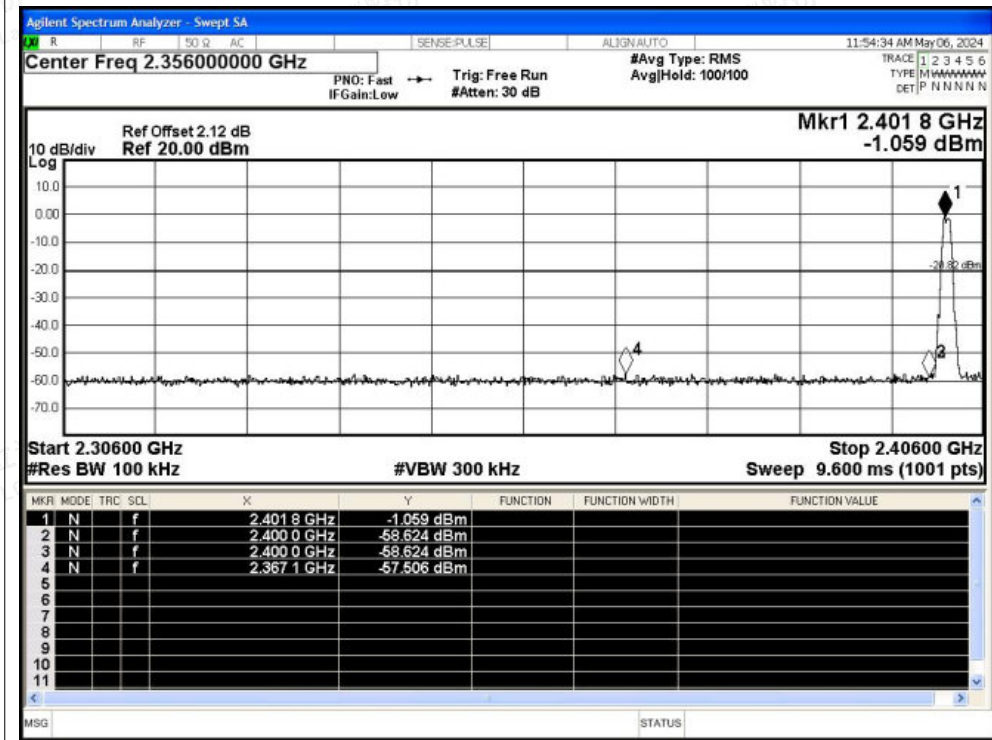 Agilent Spectrum Analyzer - Swept SA
LXI R RF 50 Ω AC SENSE:PULSE ALIGN AUTO 11:54:34 AM May 06, 2024
Center Freq 2.356000000 GHz #Avg Type: RMS TRACE 1 2 3 4 5 6
PNO: Fast Trig: Free Run Avg|Hold: 100/100 TYPE M
IFGain:Low #Atten: 30 dB DET P N N N N N
Mkr1 2.401 8 GHz
Ref Offset 2.12 dB
10 dB/div Ref 20.00 dBm -1.059 dBm
Log
10.0
1
0.00
-10.0
-20.0
-20.82 dBm
-30.0
-40.0
-50.0
4
-60.0
-70.0
Start 2.30600 GHz Stop 2.40600 GHz
#Res BW 100 kHz #VBW 300 kHz Sweep 9.600 ms (1001 pts)
MKR MODE TRC SCL X Y FUNCTION FUNCTION WIDTH FUNCTION VALUE
1 N f 2.401 8 GHz -1.059 dBm
2 N f 2.400 0 GHz -58.624 dBm
3 N f 2.400 0 GHz -58.624 dBm
4 N f 2.367 1 GHz -57.506 dBm
5
6
7
8
9
10
11
MSG STATUS